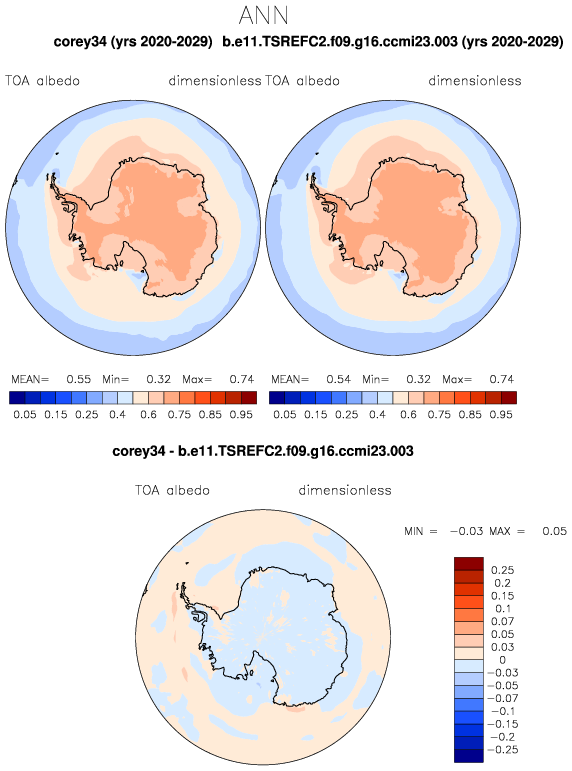 ANN
corey34 (yrs 2020-2029) b.e11.TSREFC2.f09.g16.ccmi23.003 (yrs 2020-2029)
TOA albedo dimensionless TOA albedo dimensionless
MEAN= 0.55 Min= 0.32 Max= 0.74 MEAN= 0.54 Min= 0.32 Max= 0.74
0.05 0.15 0.25 0.4 0.6 0.75 0.85 0.95 0.05 0.15 0.25 0.4 0.6 0.75 0.85 0.95
corey34 - b.e11.TSREFC2.f09.g16.ccmi23.003
TOA albedo dimensionless
MIN = -0.03 MAX = 0.05
0.25
0.2
0.15
0.1
0.07
0.05
0.03
0
-0.03
-0.05
-0.07
-0.1
-0.15
-0.2
-0.25